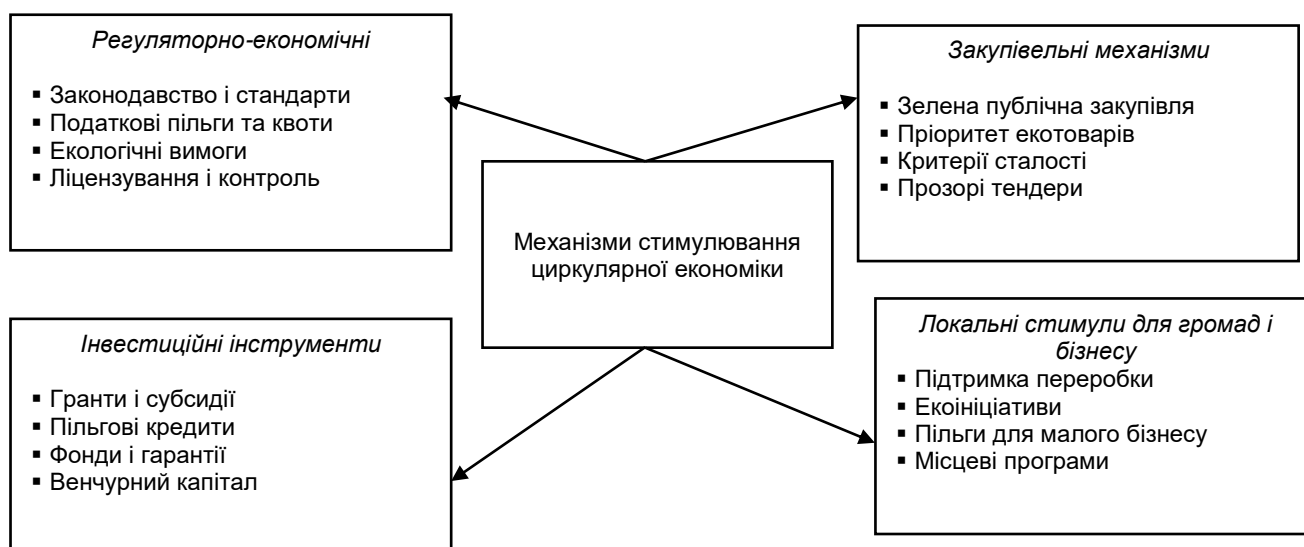 Регуляторно-економічні
▪ Законодавство і стандарти
▪ Податкові пільги та квоти
▪ Екологічні вимоги
▪ Ліцензування і контроль
Закупівельні механізми
▪ Зелена публічна закупівля
▪ Пріоритет екотоварів
▪ Критерії сталості
▪ Прозорі тендери
Механізми стимулювання
циркулярної економіки
Інвестиційні інструменти
▪ Гранти і субсидії
▪ Пільгові кредити
▪ Фонди і гарантії
▪ Венчурний капітал
Локальні стимули для громад і
бізнесу
▪ Підтримка переробки
▪ Екоініціативи
▪ Пільги для малого бізнесу
▪ Місцеві програми